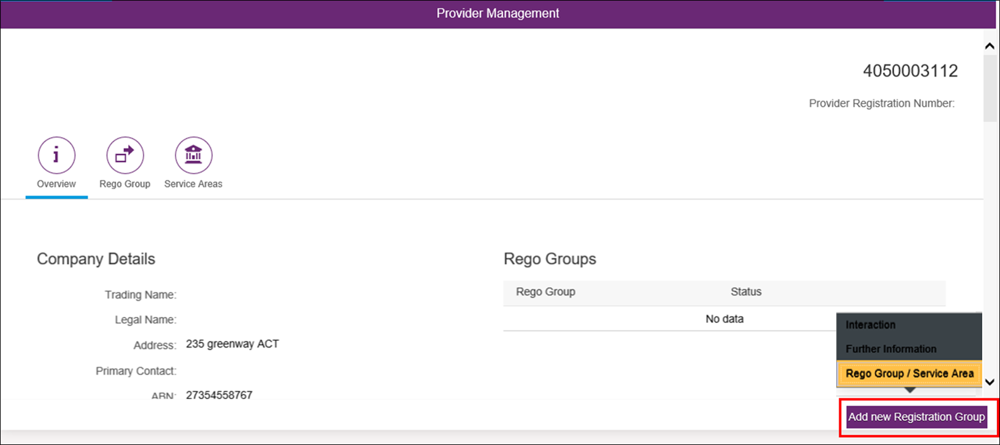 Provider Management
4050003112
Provider Registration Number:
Overview
Rego Group
Service Areas
Company Details
Trading Name:
Legal Name:
Address: 235 greenway ACT
Primary Contact:
ABN: 27354558767
Rego Groups
Rego Group Status
No data
Interaction
Further Information
Rego Group / Service Area
Add new Registration Group